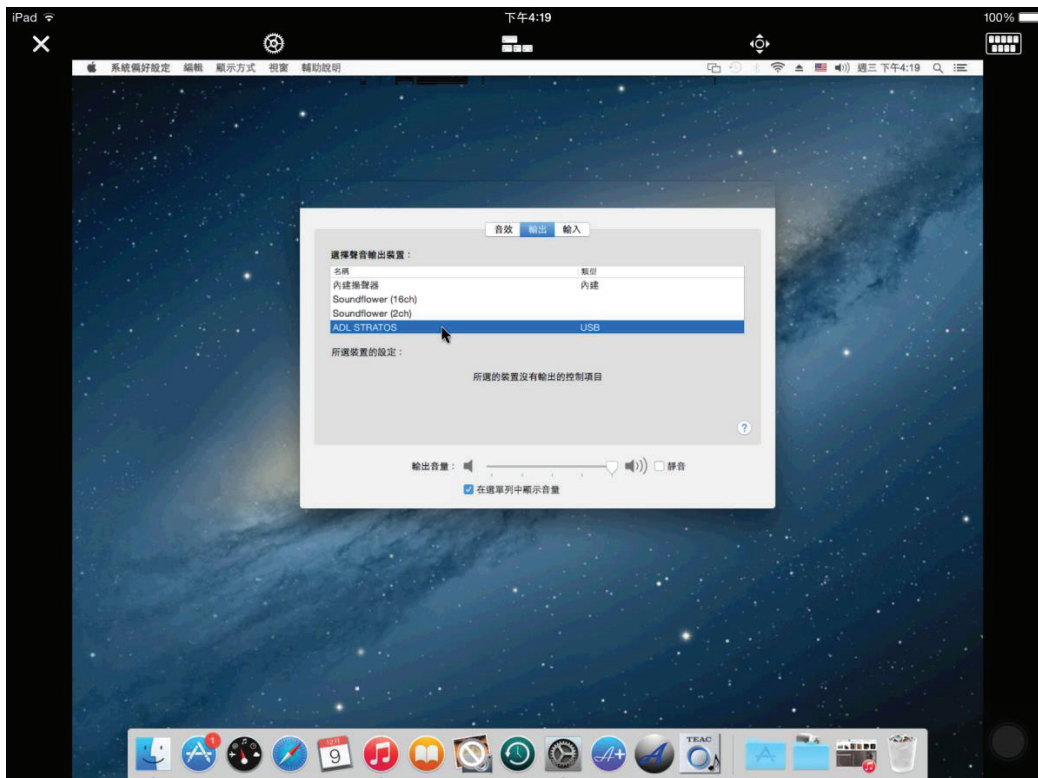 iPad 下午4:19 100%
系統偏好設定 編輯 顯示方式 視窗 輔助說明 週三 下午4:19
音效 輸出 輸入
選擇聲音輸出裝置：
名稱 類型
內建揚聲器 內建
Soundflower (16ch)
Soundflower (2ch)
ADL STRATOS USB
所選裝置的設定：
所選的裝置沒有輸出的控制項目
?
輸出音量： 靜音
在選單列中顯示音量
1
12月
9
TEAC